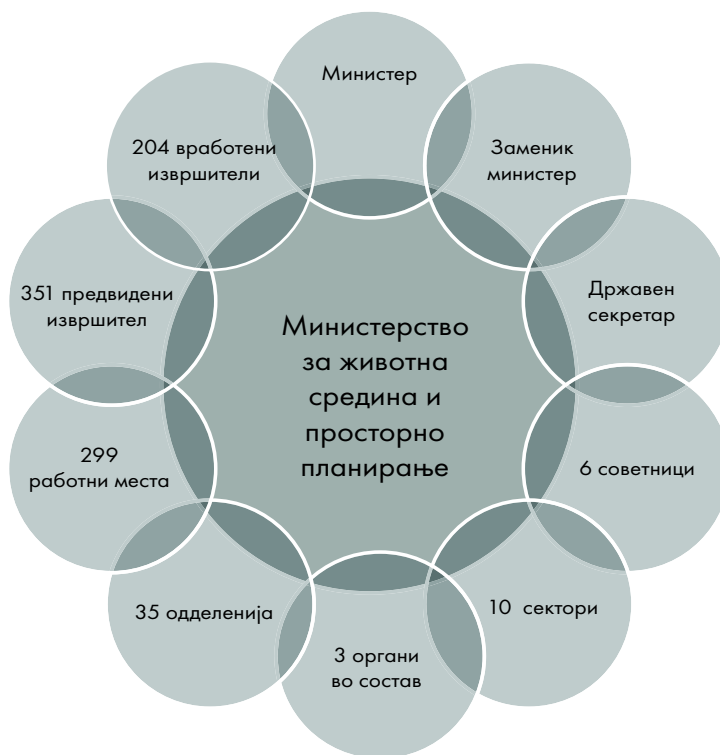 Министер
Заменик
министер
Државен
секретар
6 советници
10 сектори
3 органи
во состав
35 одделенија
299
работни места
351 предвидени
извршител
204 вработени
извршители
Министерство
за животна
средина и
просторно
планирање